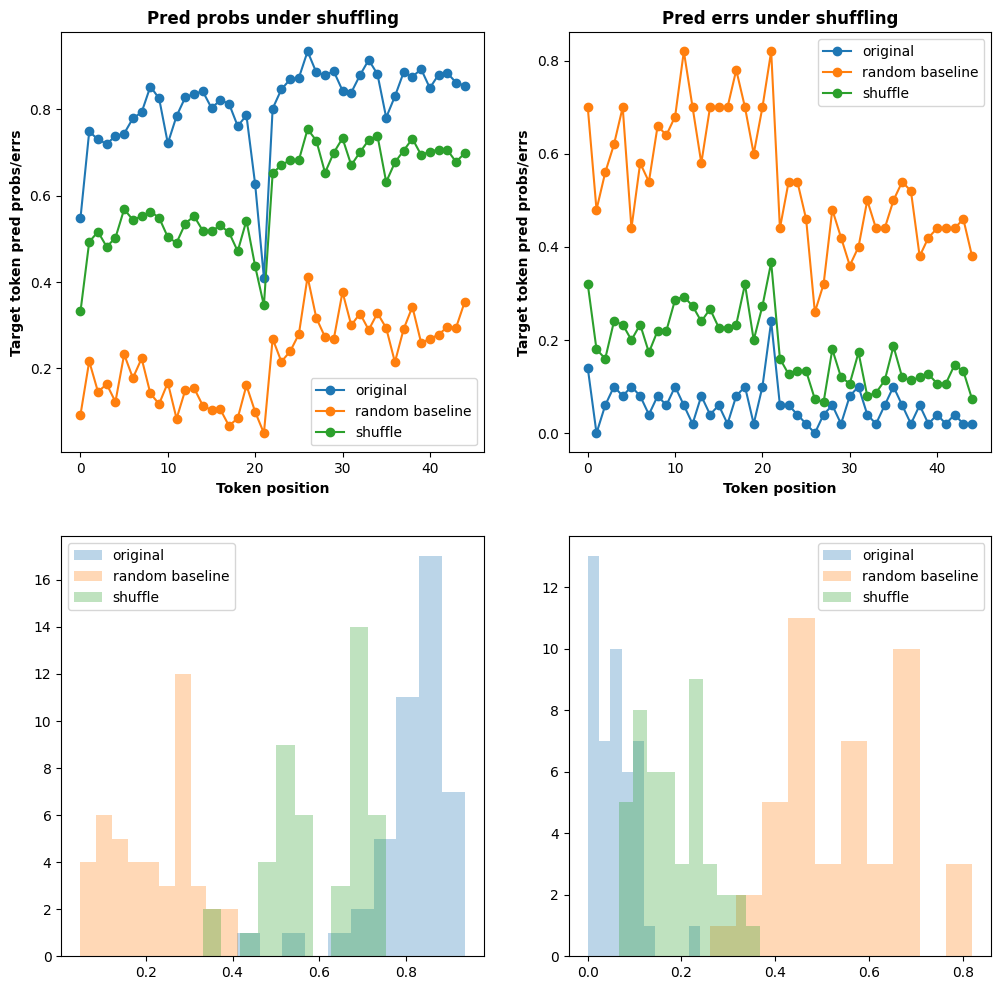 Pred probs under shuffling
Target token pred probs/errs
0.8
0.6
0.4
0.2
original
random baseline
shuffle
0
10
20
30
40
Token position
Pred errs under shuffling
Target token pred probs/errs
0.8
0.6
0.4
0.2
0.0
original
random baseline
shuffle
0
10
20
30
40
Token position
16
14
12
10
8
6
4
2
0
original
random baseline
shuffle
0.2
0.4
0.6
0.8
12
10
8
6
4
2
0
original
random baseline
shuffle
0.0
0.2
0.4
0.6
0.8